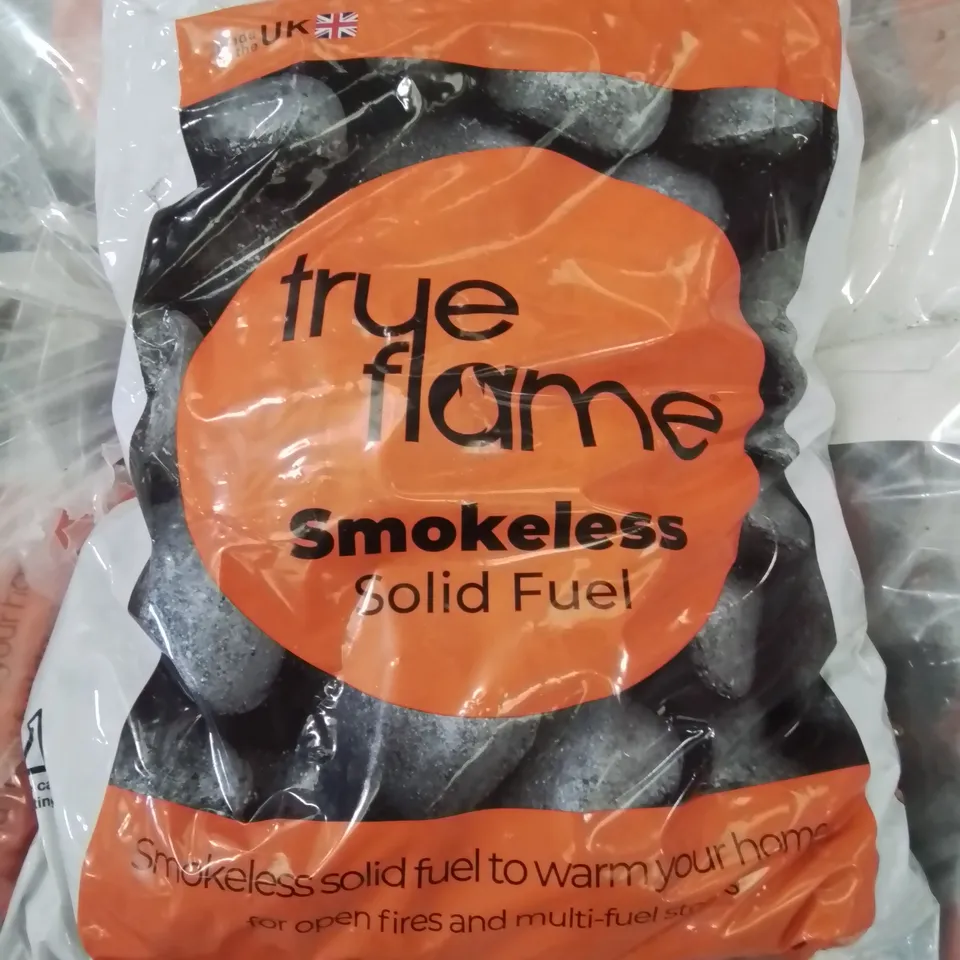 UK
the
true
flame
Smokeless
Solid Fuel
Smokeless solid fuel to warm your home
for open fires and multi-fuel